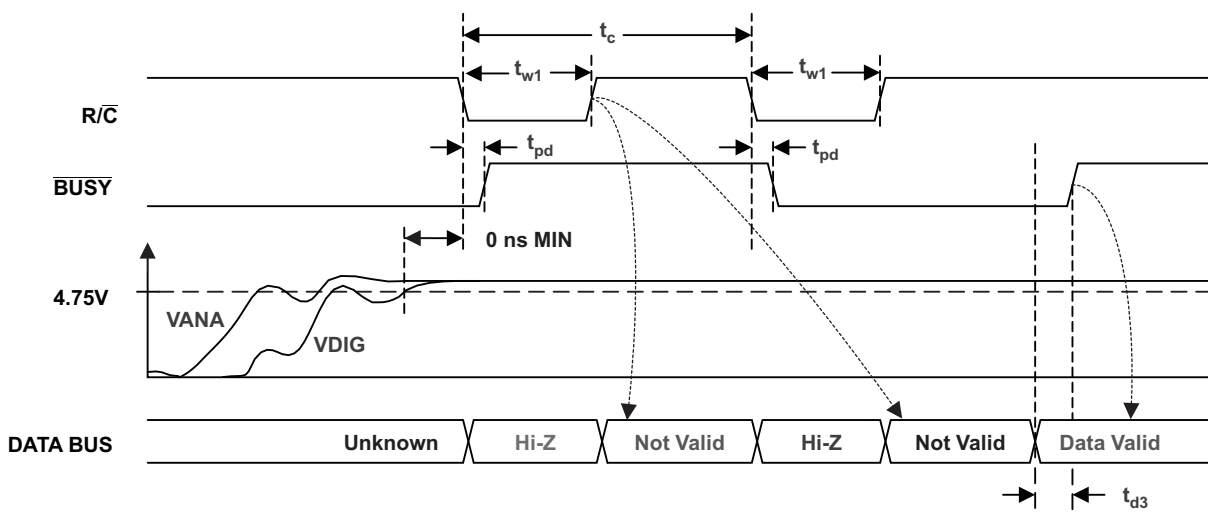 t_c
t_w1
t_w1
R/C̅
t_pd
t_pd
B̅U̅S̅Y̅
0 ns MIN
4.75V
VANA
VDIG
DATA BUS
Unknown
Hi-Z
Not Valid
Hi-Z
Not Valid
Data Valid
t_d3